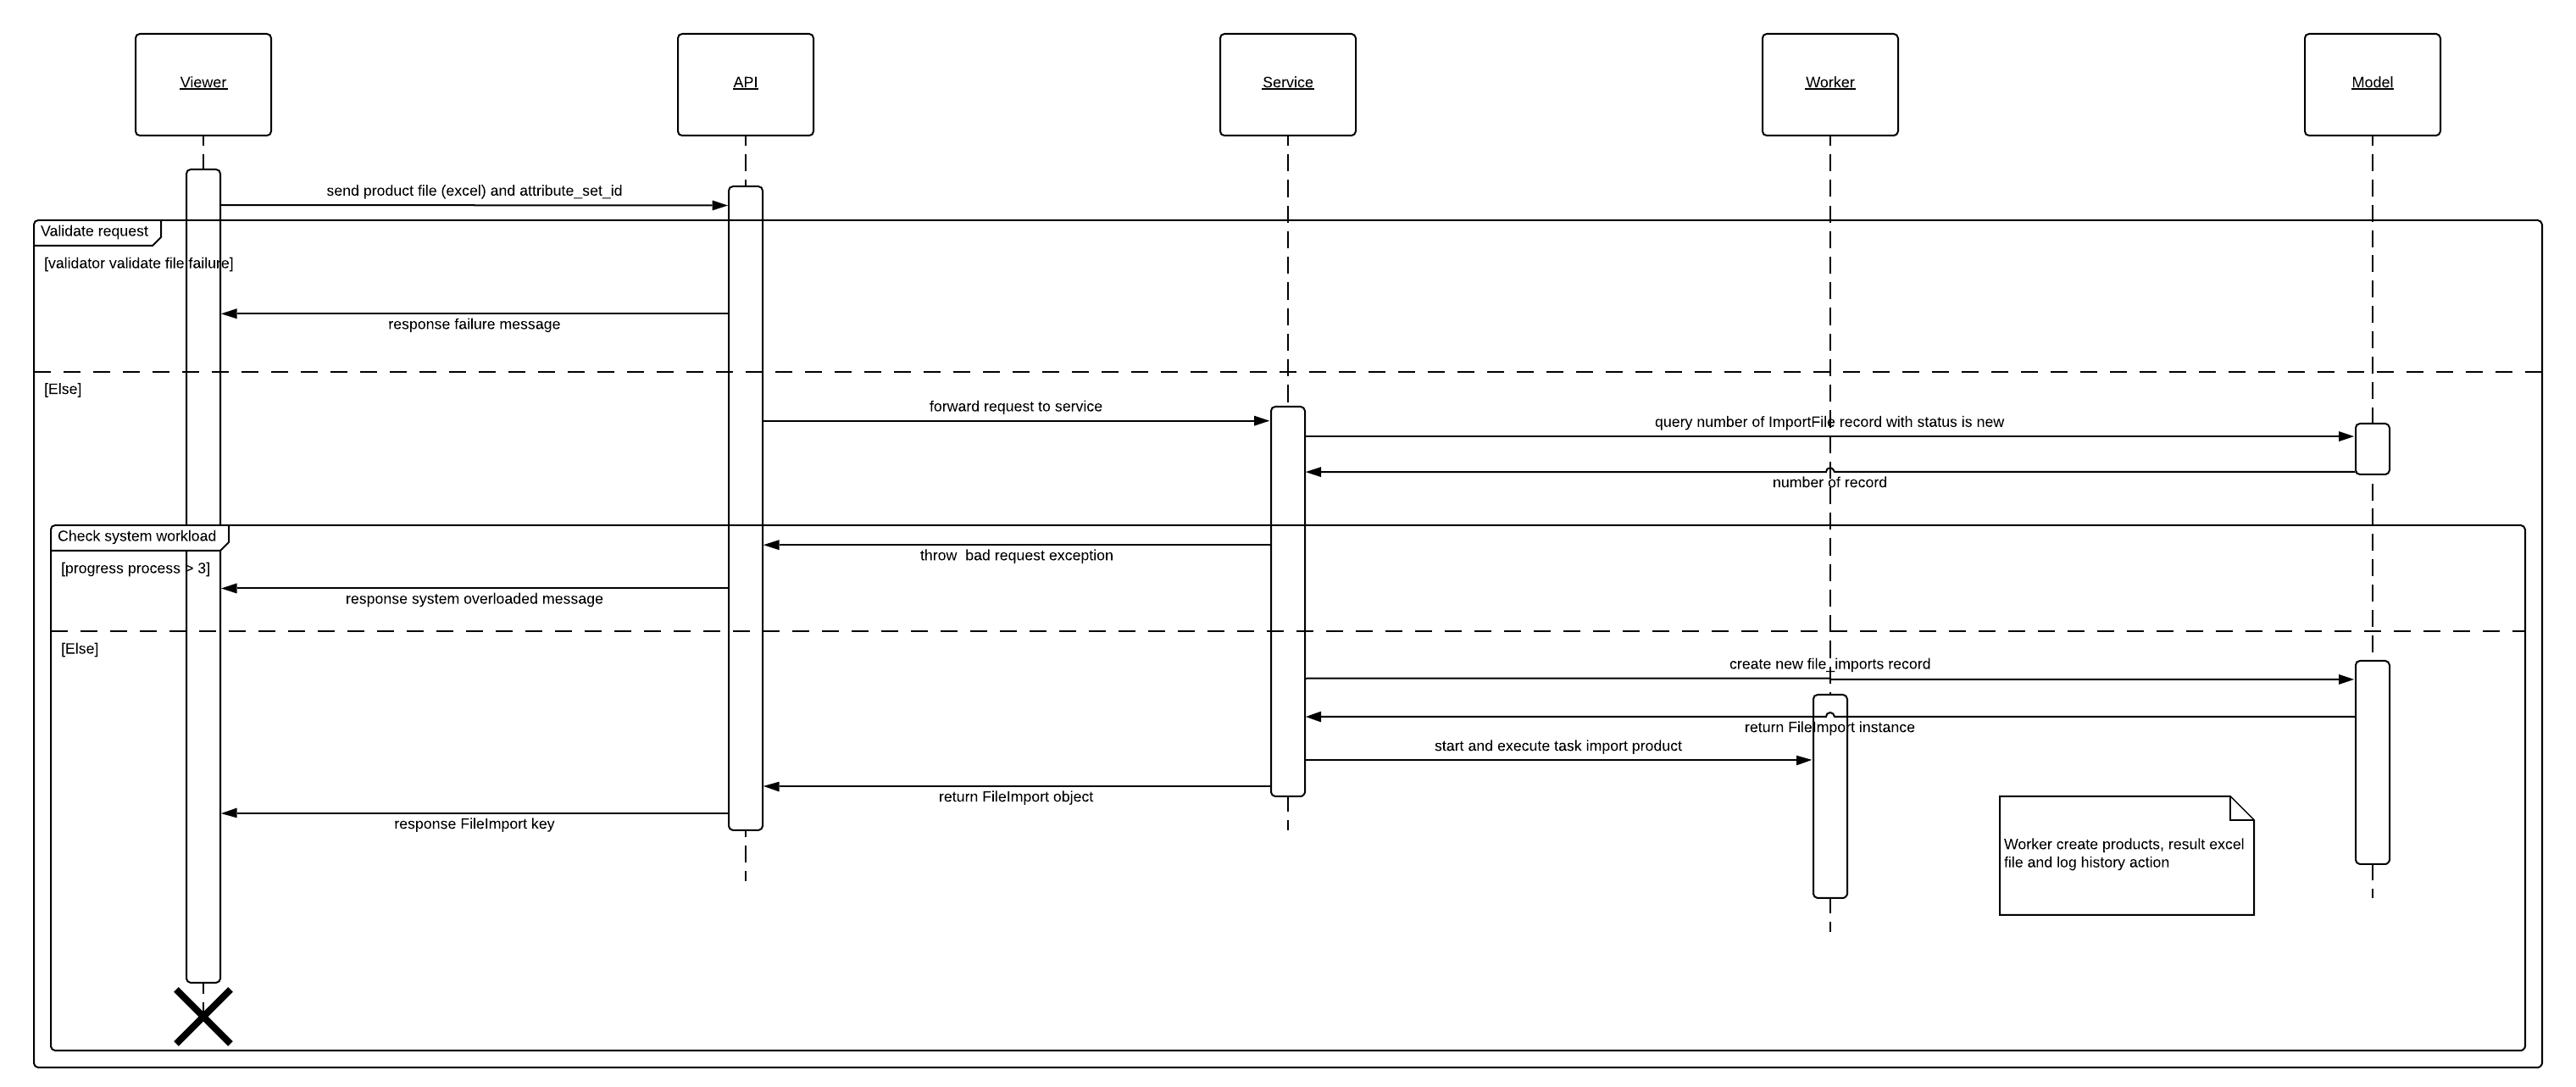 Viewer
API
Service
Worker
Model
send product file (excel) and attribute_set_id
Validate request
[validator validate file failure]
response failure message
[Else]
forward request to service
query number of ImportFile record with status is new
number of record
Check system workload
throw  bad request exception
[progress process > 3]
response system overloaded message
[Else]
create new file_imports record
return FileImport instance
start and execute task import product
return FileImport object
response FileImport key
Worker create products, result excel
file and log history action